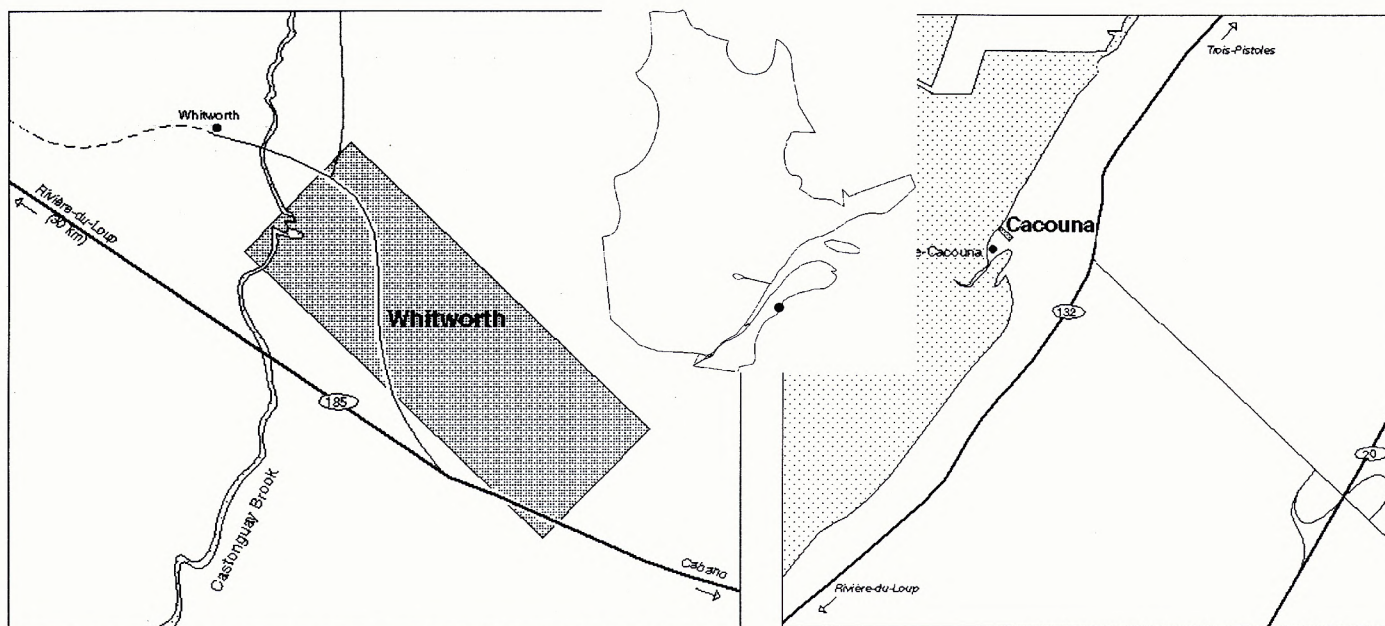 Whitworth
Rivière-du-Loup
(30 km)
Whitworth
185
Castonguay Brook
Cabano
Trois-Pistoles
Cacouna
e-Cacouna
132
20
Rivière-du-Loup